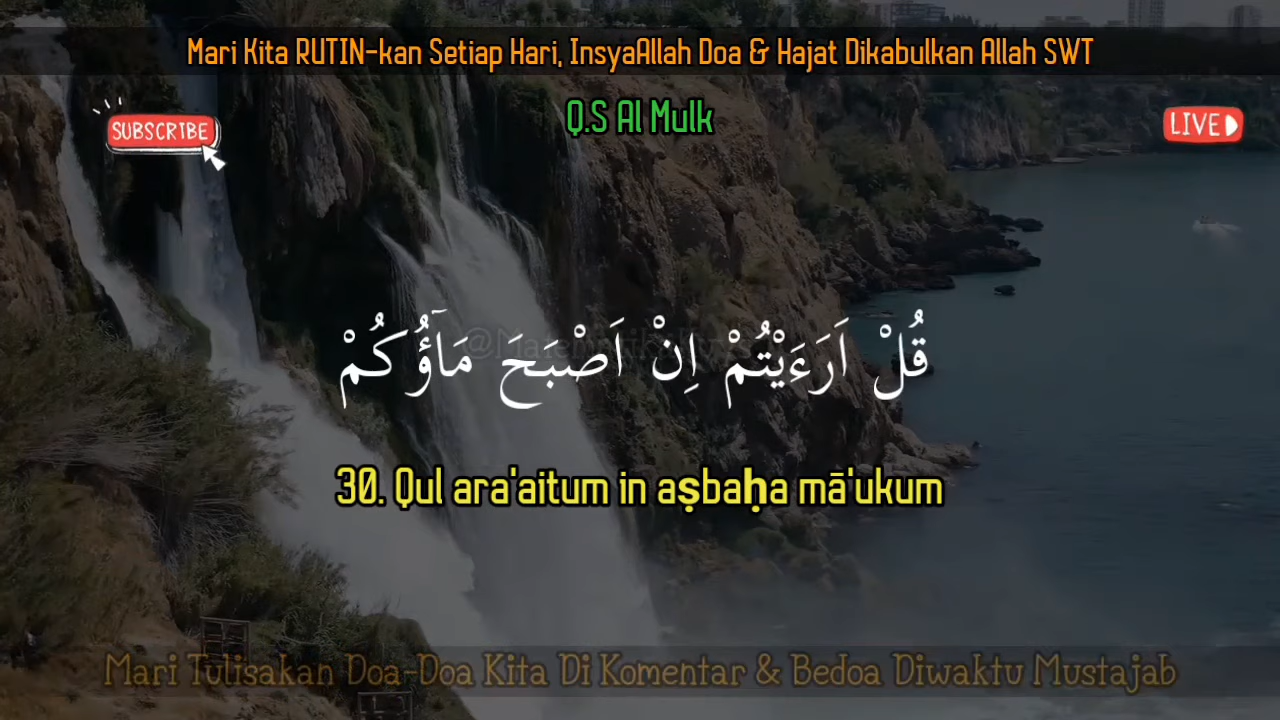 Mari Kita RUTIN-kan Setiap Hari, InsyaAllah Doa & Hajat Dikabulkan Allah SWT
Q.S Al Mulk
SUBSCRIBE
LIVE
قُلْ اَرَءَيْتُمْ اِنْ اَصْبَحَ مَاۤؤُكُمْ
30. Qul ara'aitum in aṣbaḥa mā'ukum
Mari Tulisakan Doa-Doa Kita Di Komentar & Bedoa Diwaktu Mustajab